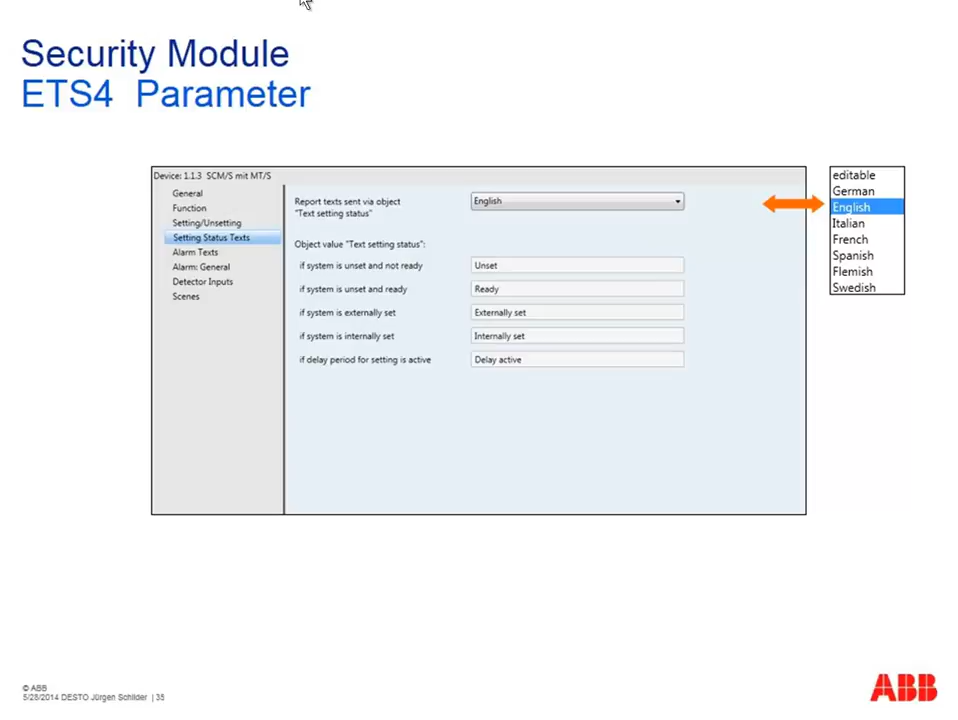 Security Module
ETS4 Parameter
Device: 1.1.3 SCM/S mit MT/S
General
Function
Setting/Unsetting
Setting Status Texts
Alarm Texts
Alarm: General
Detector Inputs
Scenes
Report texts sent via object
"Text setting status"
English
Object value "Text setting status":
if system is unset and not ready
Unset
if system is unset and ready
Ready
if system is externally set
Externally set
if system is internally set
Internally set
if delay period for setting is active
Delay active
editable
German
English
Italian
French
Spanish
Flemish
Swedish
© ABB
5/28/2014 DESTO Jürgen Schilder | 35
ABB